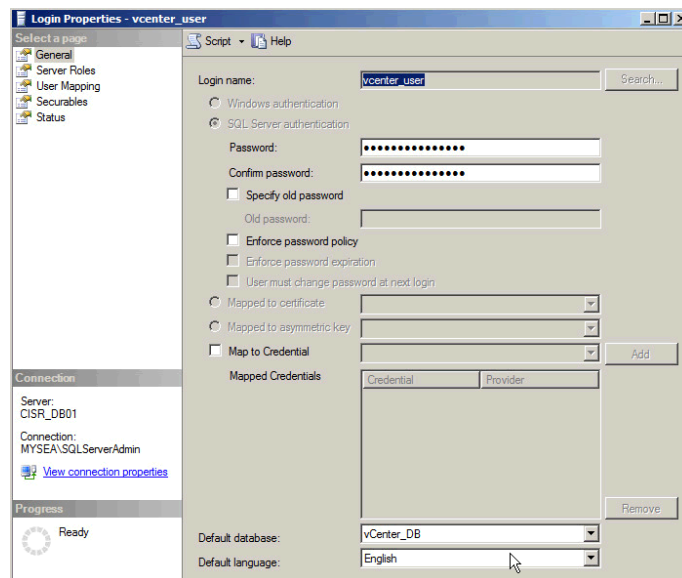 Login Properties - vcenter_user
Select a page
General
Server Roles
User Mapping
Securables
Status
Script Help
Login name: vcenter_user Search...
Windows authentication
SQL Server authentication
Password: •••••••••••••••
Confirm password: •••••••••••••••
Specify old password
Old password:
Enforce password policy
Enforce password expiration
User must change password at next login
Mapped to certificate
Mapped to asymmetric key
Map to Credential Add
Mapped Credentials Credential Provider
Remove
Default database: vCenter_DB
Default language: English
Connection
Server:
CISR_DB01
Connection:
MYSEA\SQLServerAdmin
View connection properties
Progress
Ready